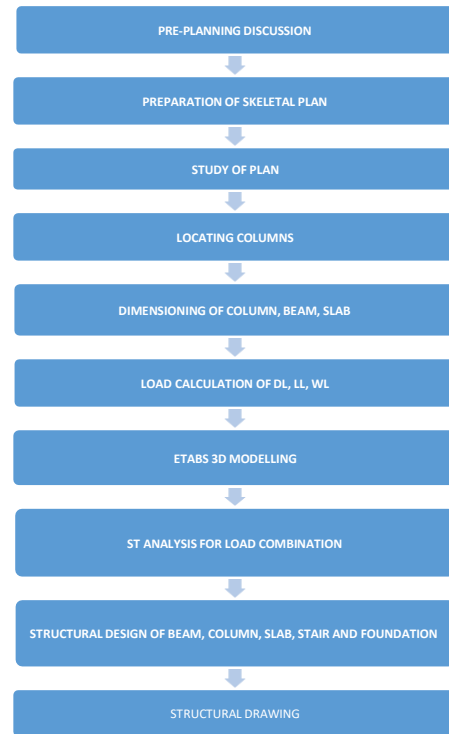 PRE-PLANNING DISCUSSION
PREPARATION OF SKELETAL PLAN
STUDY OF PLAN
LOCATING COLUMNS
DIMENSIONING OF COLUMN, BEAM, SLAB
LOAD CALCULATION OF DL, LL, WL
ETABS 3D MODELLING
ST ANALYSIS FOR LOAD COMBINATION
STRUCTURAL DESIGN OF BEAM, COLUMN, SLAB, STAIR AND FOUNDATION
STRUCTURAL DRAWING